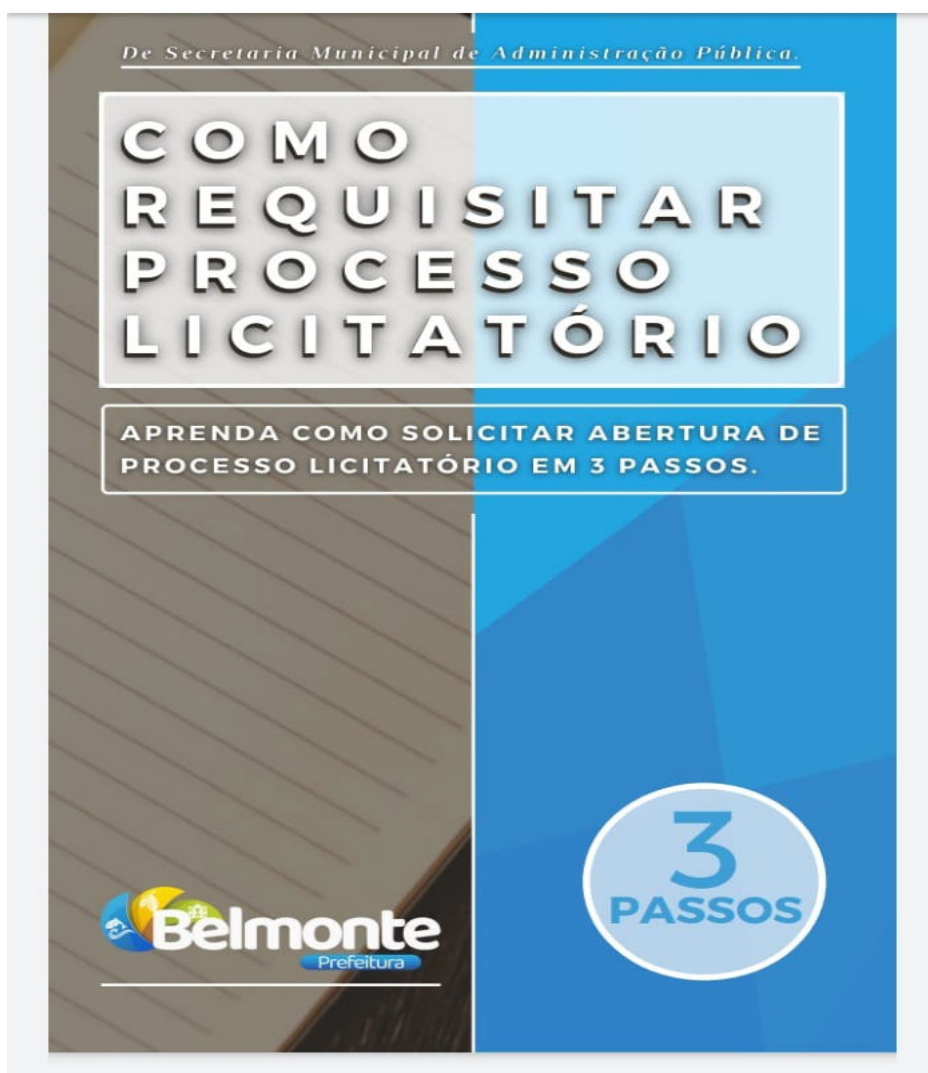 De Secretaria Municipal de Administração Pública.
COMO
REQUISITAR
PROCESSO
LICITATÓRIO
APRENDA COMO SOLICITAR ABERTURA DE
PROCESSO LICITATÓRIO EM 3 PASSOS.
3
PASSOS
Belmonte
Prefeitura